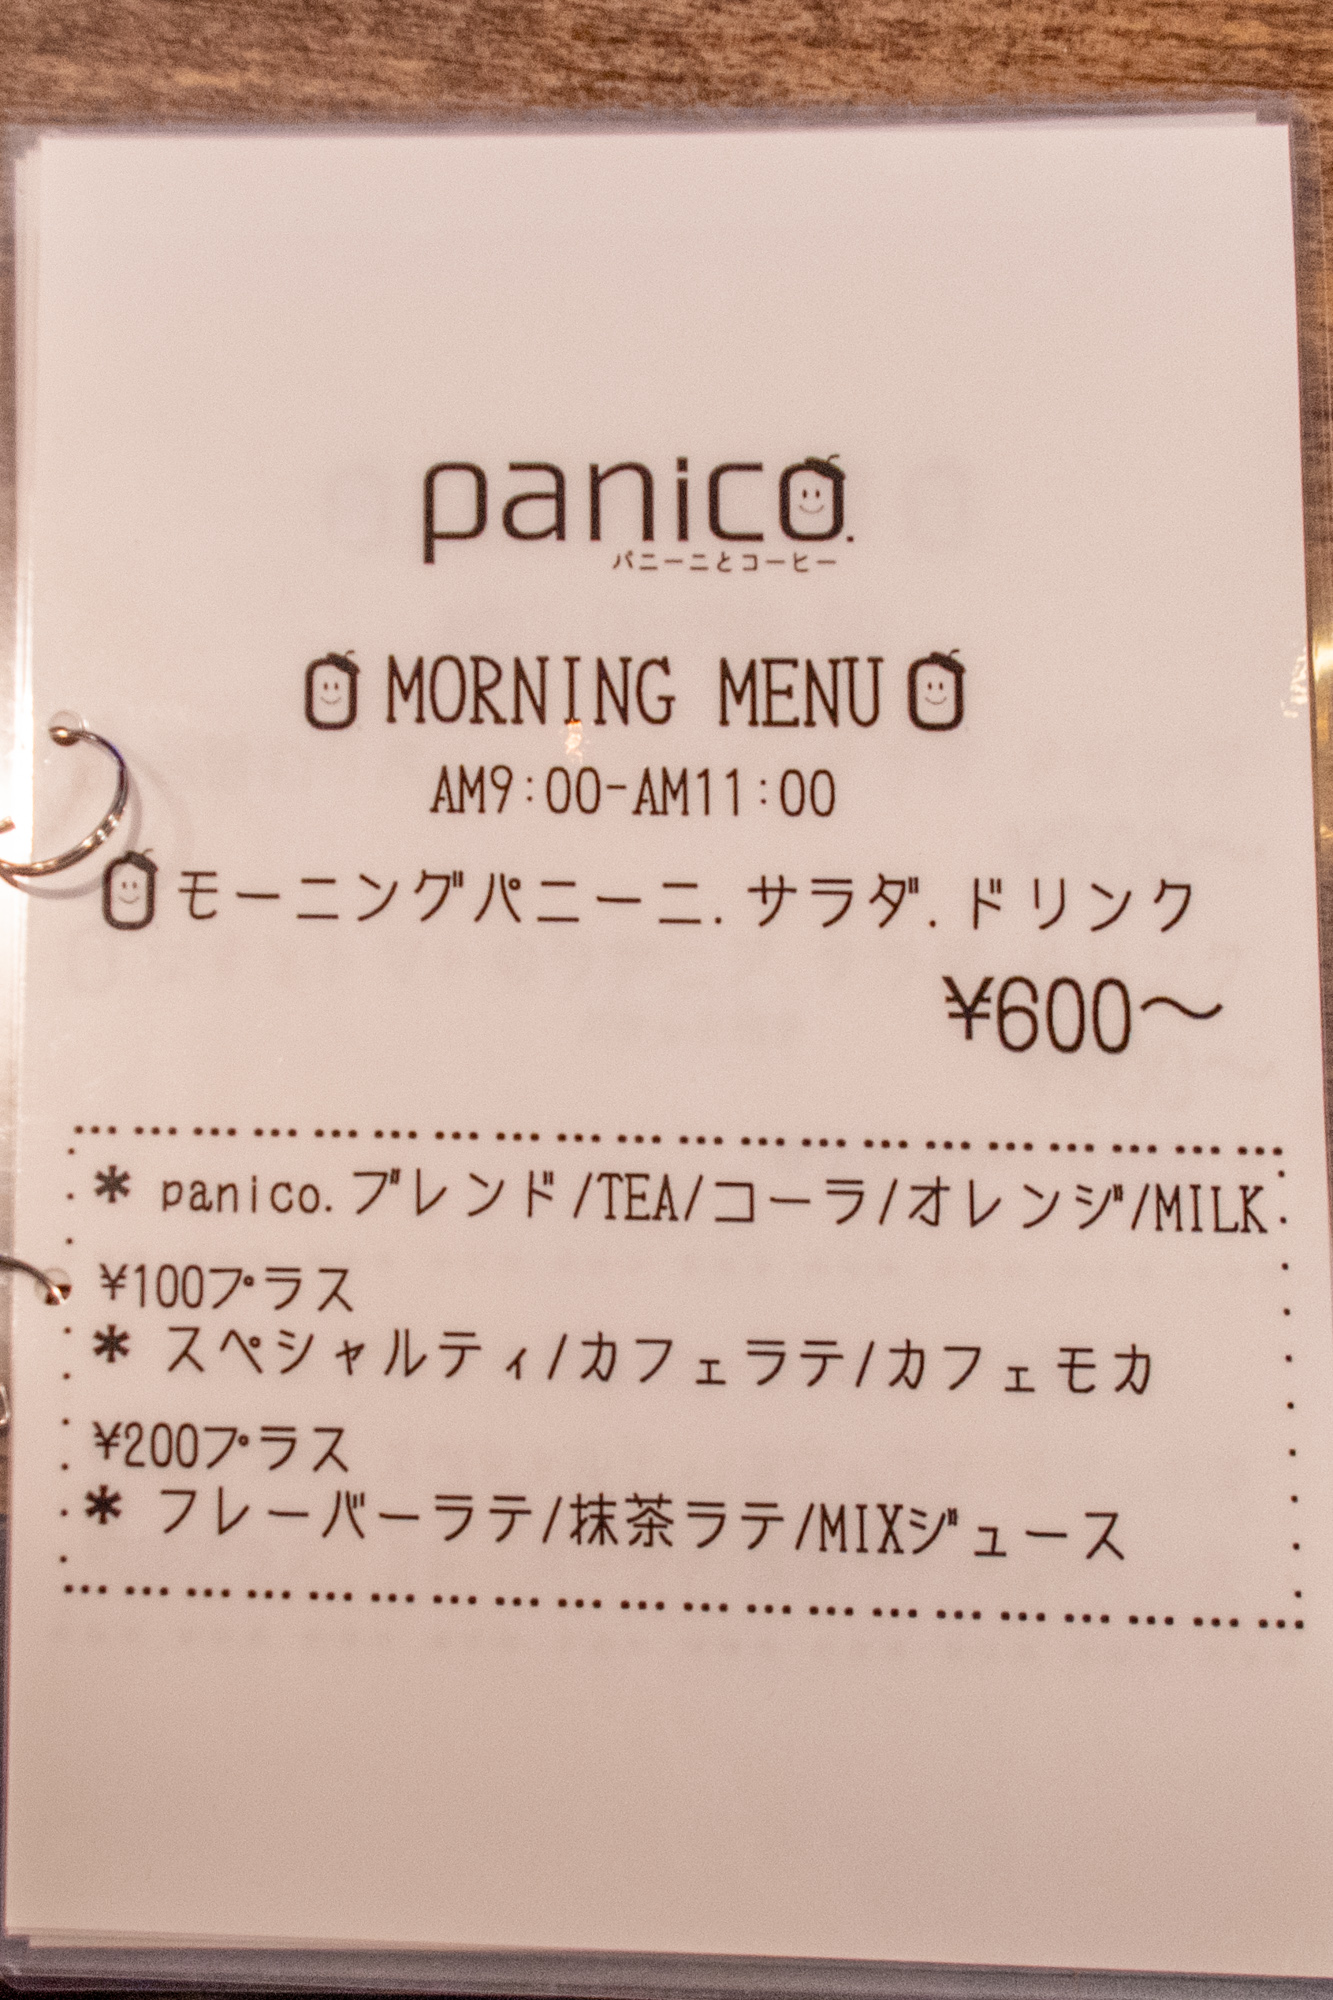 panico.
パニーニとコーヒー
MORNING MENU
AM9:00-AM11:00
モーニングパニーニ.サラダ.ドリンク
¥600〜
* panico.ブレンド/TEA/コーラ/オレンジ/MILK
¥100プラス
* スペシャルティ/カフェラテ/カフェモカ
¥200プラス
* フレーバーラテ/抹茶ラテ/MIXジュース